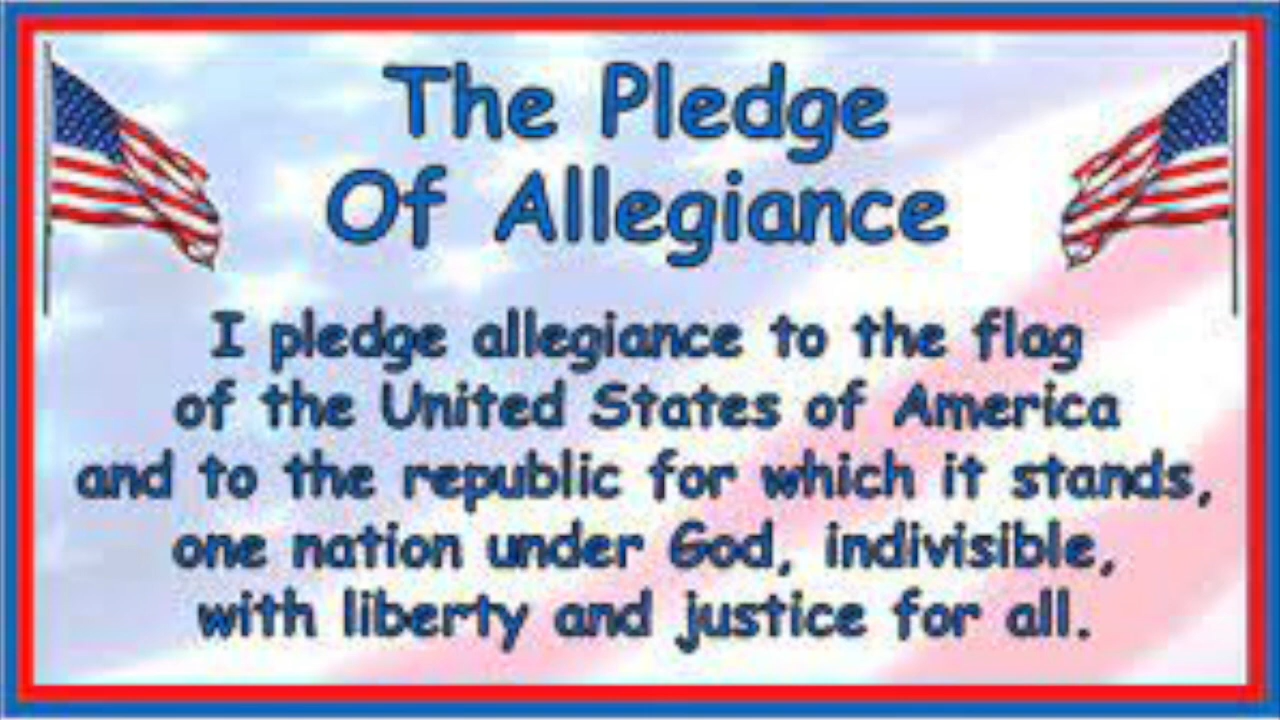 The Pledge
Of Allegiance
I pledge allegiance to the flag
of the United States of America
and to the republic for which it stands,
one nation under God, indivisible,
with liberty and justice for all.